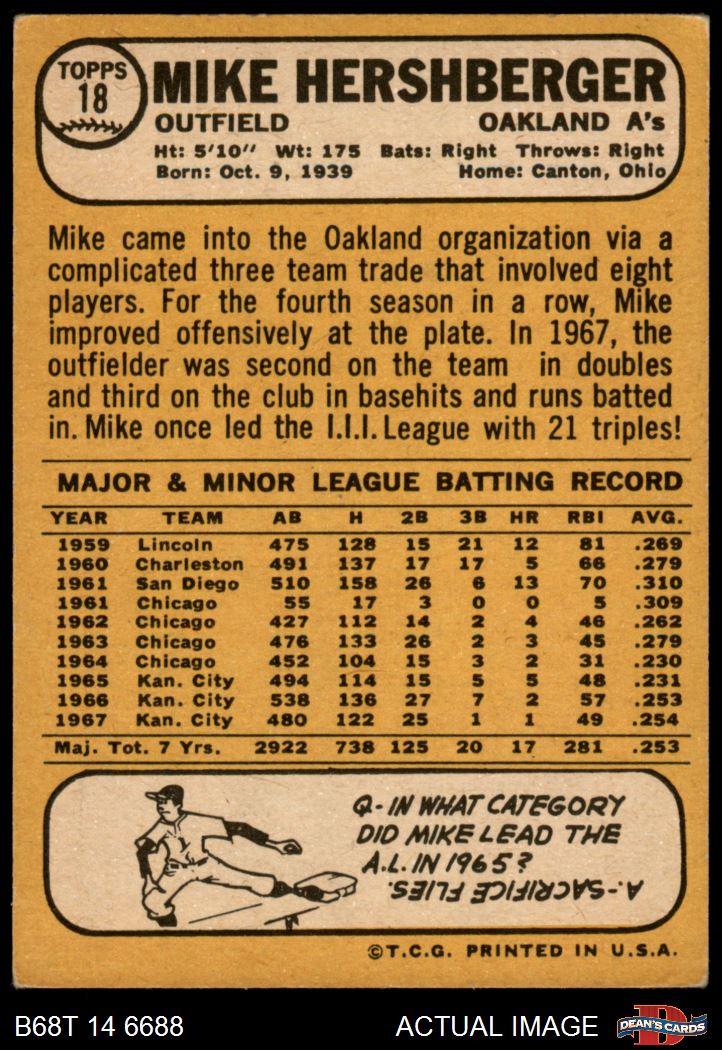 TOPPS
18
MIKE HERSHBERGER
OUTFIELD OAKLAND A's
Ht: 5'10" Wt: 175 Bats: Right Throws: Right
Born: Oct. 9, 1939 Home: Canton, Ohio
Mike came into the Oakland organization via a
complicated three team trade that involved eight
players. For the fourth season in a row, Mike
improved offensively at the plate. In 1967, the
outfielder was second on the team in doubles
and third on the club in basehits and runs batted
in. Mike once led the I.I.I. League with 21 triples!
MAJOR & MINOR LEAGUE BATTING RECORD
YEAR TEAM AB H 2B 3B HR RBI AVG.
1959 Lincoln 475 128 15 21 12 81 .269
1960 Charleston 491 137 17 17 5 66 .279
1961 San Diego 510 158 26 6 13 70 .310
1961 Chicago 55 17 3 0 0 5 .309
1962 Chicago 427 112 14 2 4 46 .262
1963 Chicago 476 133 26 2 3 45 .279
1964 Chicago 452 104 15 3 2 31 .230
1965 Kan. City 494 114 15 5 5 48 .231
1966 Kan. City 538 136 27 7 2 57 .253
1967 Kan. City 480 122 25 1 1 49 .254
Maj. Tot. 7 Yrs. 2922 738 125 20 17 281 .253
Q- IN WHAT CATEGORY
DID MIKE LEAD THE
A.L. IN 1965?
A.-SACRIFICE FLIES.
©T.C.G. PRINTED IN U.S.A.
B68T 14 6688 ACTUAL IMAGE
D
DEAN'S CARDS